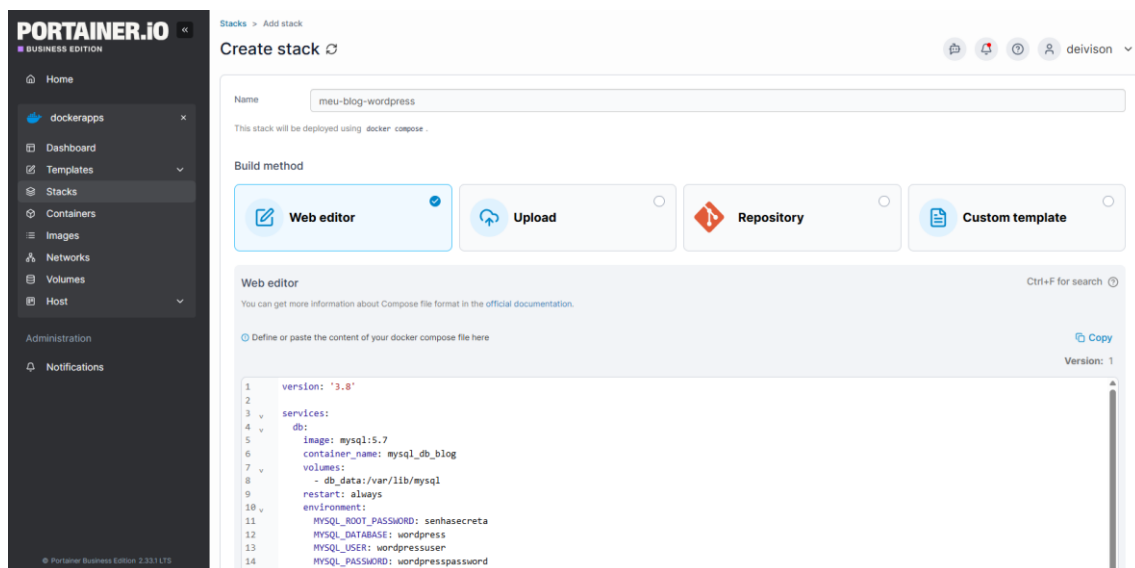 PORTAINER.iO
BUSINESS EDITION
Home
dockerapps
Dashboard
Templates
Stacks
Containers
Images
Networks
Volumes
Host
Administration
Notifications
© Portainer Business Edition 2.33.1 LTS
Stacks > Add stack
Create stack
deivison
Name meu-blog-wordpress
This stack will be deployed using docker compose .
Build method
Web editor Upload Repository Custom template
Web editor Ctrl+F for search
You can get more information about Compose file format in the official documentation.
Define or paste the content of your docker compose file here Copy
Version: 1
1 version: '3.8'
2
3 services:
4 db:
5 image: mysql:5.7
6 container_name: mysql_db_blog
7 volumes:
8 - db_data:/var/lib/mysql
9 restart: always
10 environment:
11 MYSQL_ROOT_PASSWORD: senhasecreta
12 MYSQL_DATABASE: wordpress
13 MYSQL_USER: wordpressuser
14 MYSQL_PASSWORD: wordpresspassword